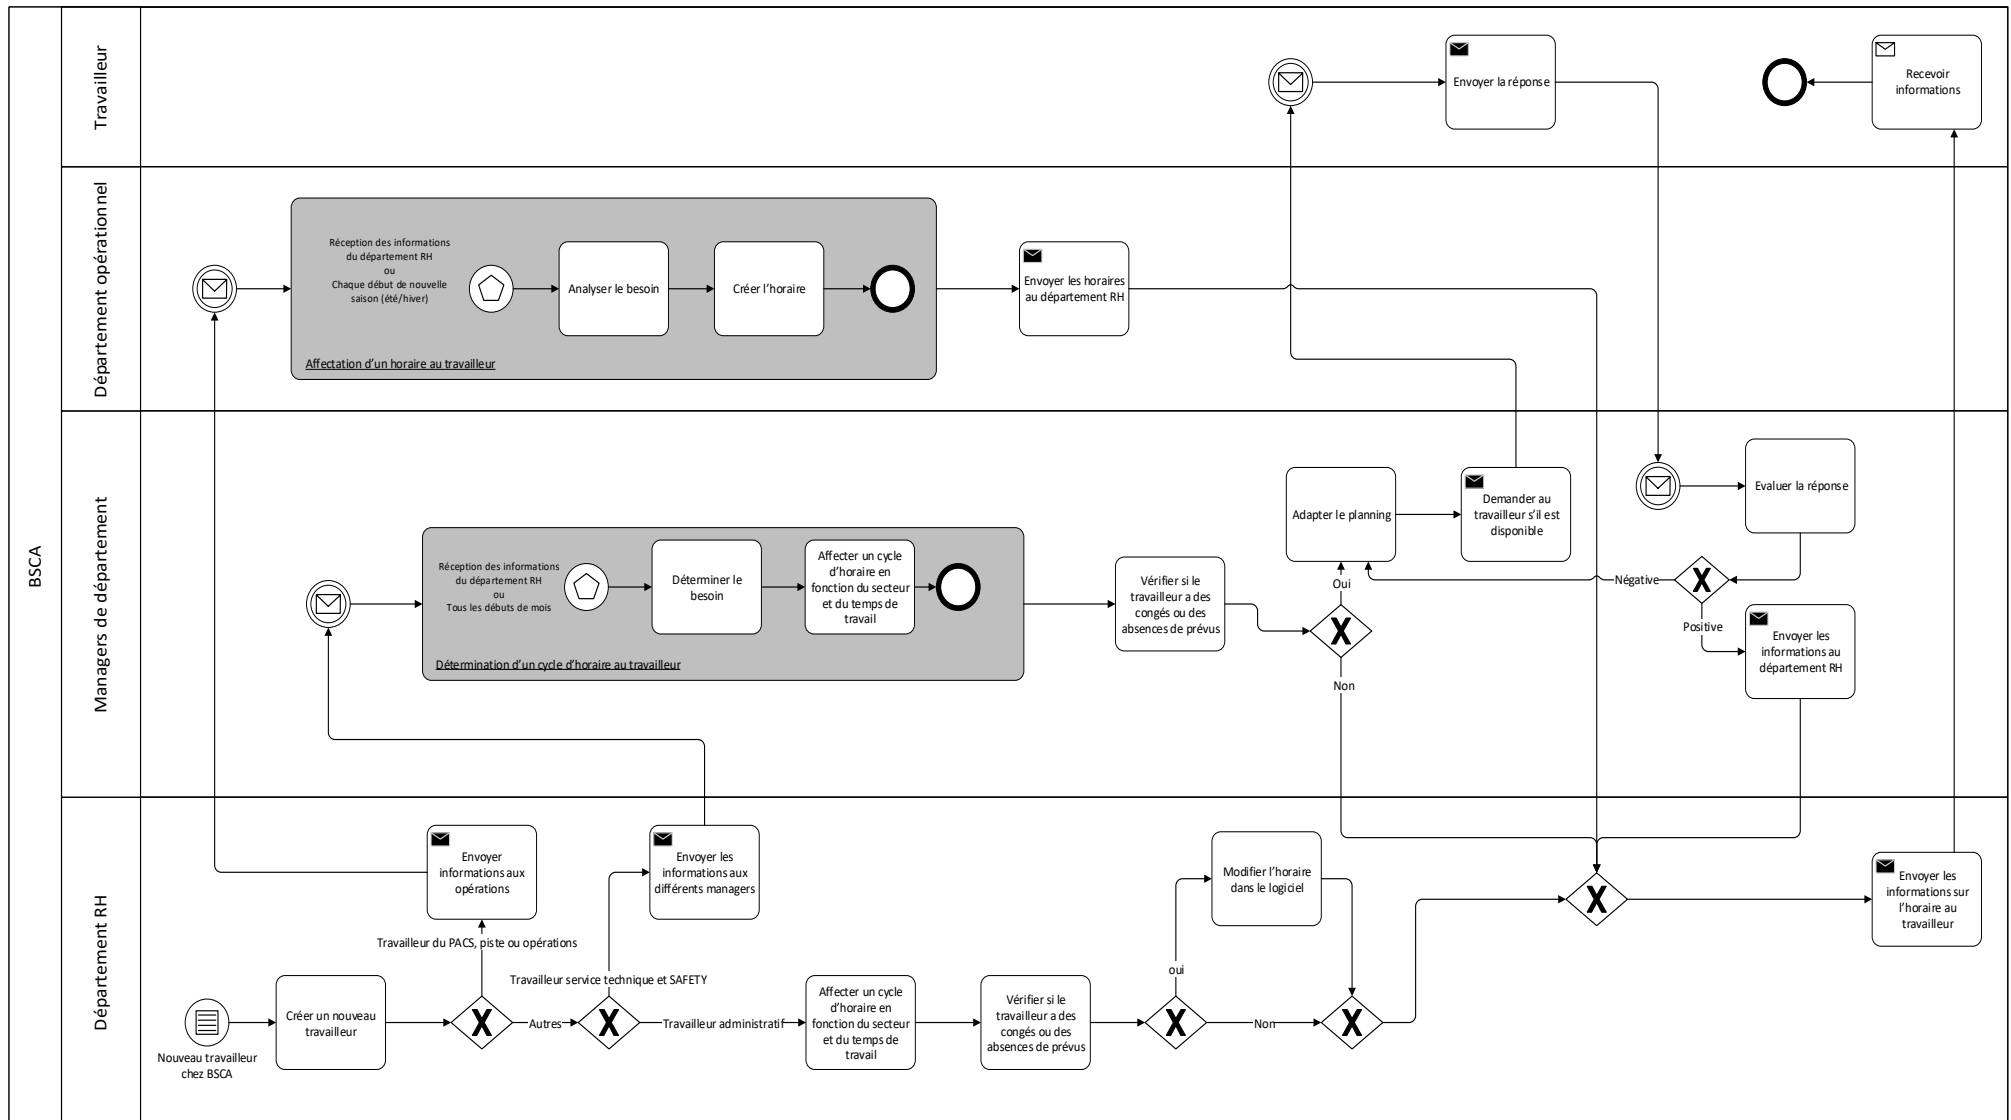 BSCA
Travailleur
Envoyer la réponse
Recevoir
informations
Département opérationnel
Réception des informations
du département RH
ou
Chaque début de nouvelle
saison (été/hiver)
Analyser le besoin
Créer l'horaire
Affectation d'un horaire au travailleur
Envoyer les horaires
au département RH
Managers de département
Réception des informations
du département RH
ou
Tous les débuts de mois
Déterminer le
besoin
Affecter un cycle
d'horaire en
fonction du secteur
et du temps de
travail
Détermination d'un cycle d'horaire au travailleur
Vérifier si le
travailleur a des
congés ou des
absences de prévus
Oui
Non
Adapter le planning
Demander au
travailleur s'il est
disponible
Evaluer la réponse
Négative
Positive
Envoyer les
informations au
département RH
Département RH
Nouveau travailleur
chez BSCA
Créer un nouveau
travailleur
Travailleur du PACS, piste ou opérations
Envoyer
informations aux
opérations
Autres
Travailleur service technique et SAFETY
Envoyer les
informations aux
différents managers
Travailleur administratif
Affecter un cycle
d'horaire en
fonction du secteur
et du temps de
travail
Vérifier si le
travailleur a des
congés ou des
absences de prévus
oui
Non
Modifier l'horaire
dans le logiciel
Envoyer les
informations sur
l'horaire au
travailleur